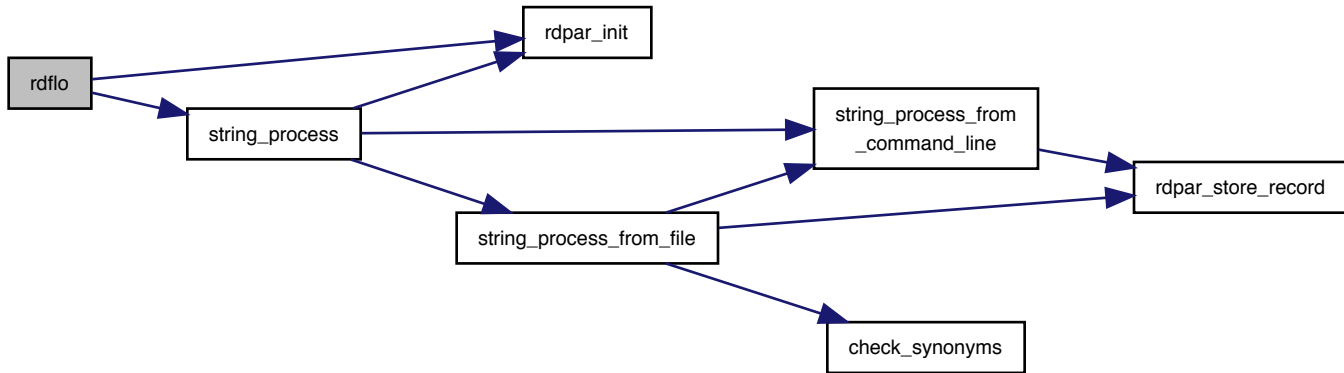 rdpar_init
rdflo
string_process
string_process_from
_command_line
rdpar_store_record
string_process_from_file
check_synonyms